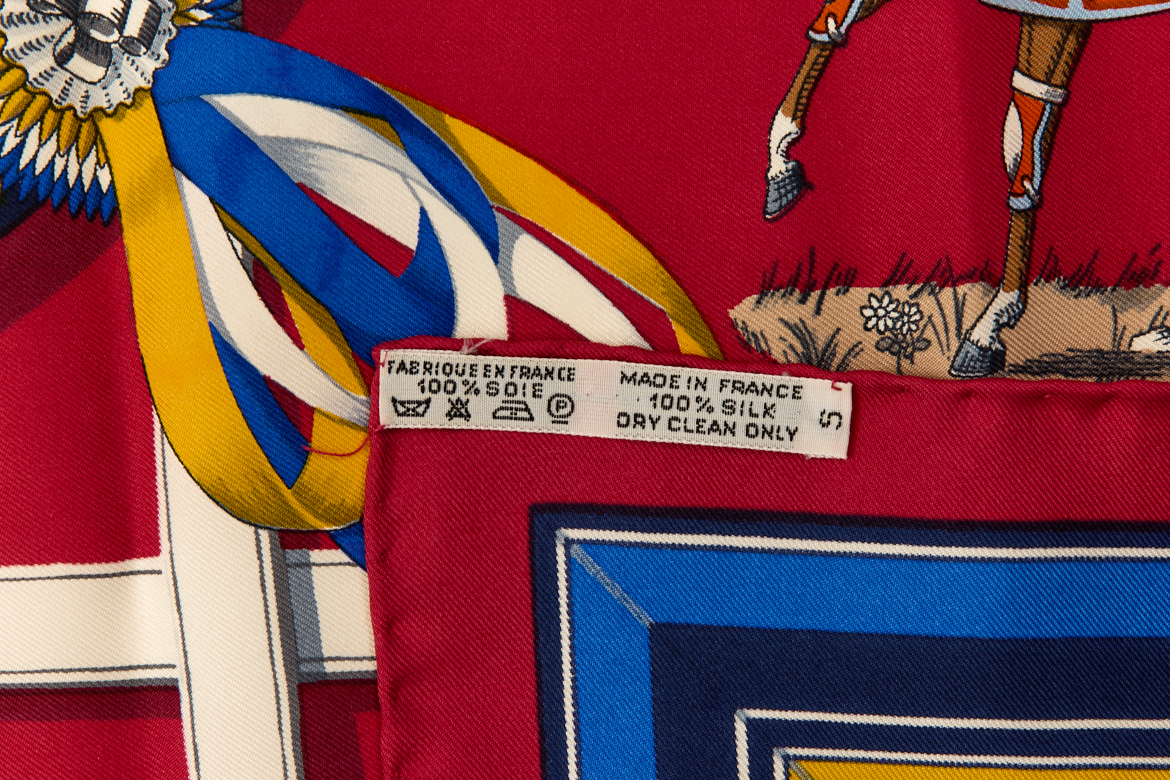 FABRIQUE EN FRANCE
100% SOIE
P
MADE IN FRANCE
100% SILK
DRY CLEAN ONLY
S